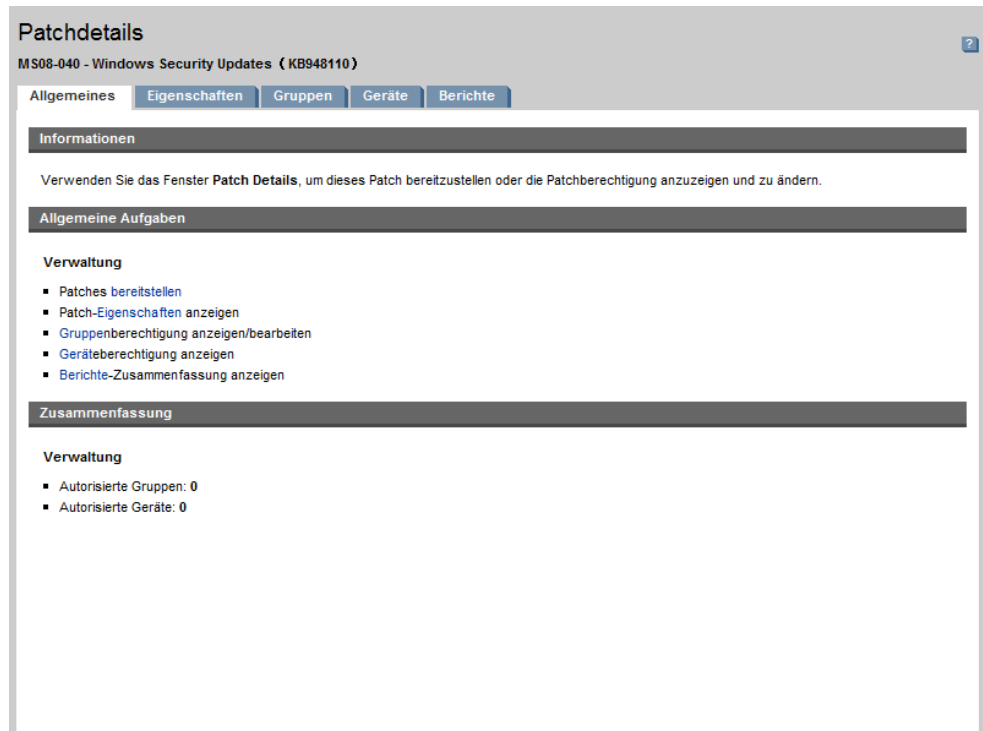 Patchdetails
?
MS08-040 - Windows Security Updates (KB948110)
Allgemeines Eigenschaften Gruppen Geräte Berichte
Informationen
Verwenden Sie das Fenster Patch Details, um dieses Patch bereitzustellen oder die Patchberechtigung anzuzeigen und zu ändern.
Allgemeine Aufgaben
Verwaltung
▪ Patches bereitstellen
▪ Patch-Eigenschaften anzeigen
▪ Gruppenberechtigung anzeigen/bearbeiten
▪ Geräteberechtigung anzeigen
▪ Berichte-Zusammenfassung anzeigen
Zusammenfassung
Verwaltung
▪ Autorisierte Gruppen: 0
▪ Autorisierte Geräte: 0